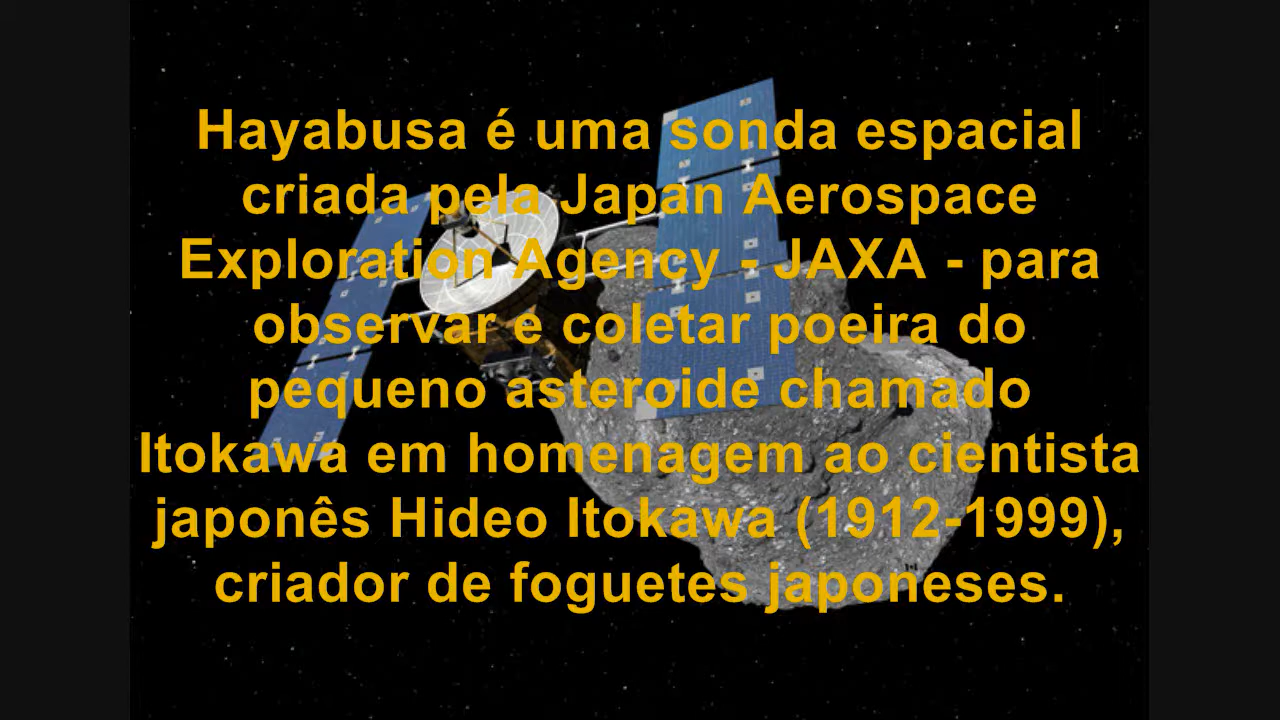 Hayabusa é uma sonda espacial
criada pela Japan Aerospace
Exploration Agency - JAXA - para
observar e coletar poeira do
pequeno asteroide chamado
Itokawa em homenagem ao cientista
japonês Hideo Itokawa (1912-1999),
criador de foguetes japoneses.